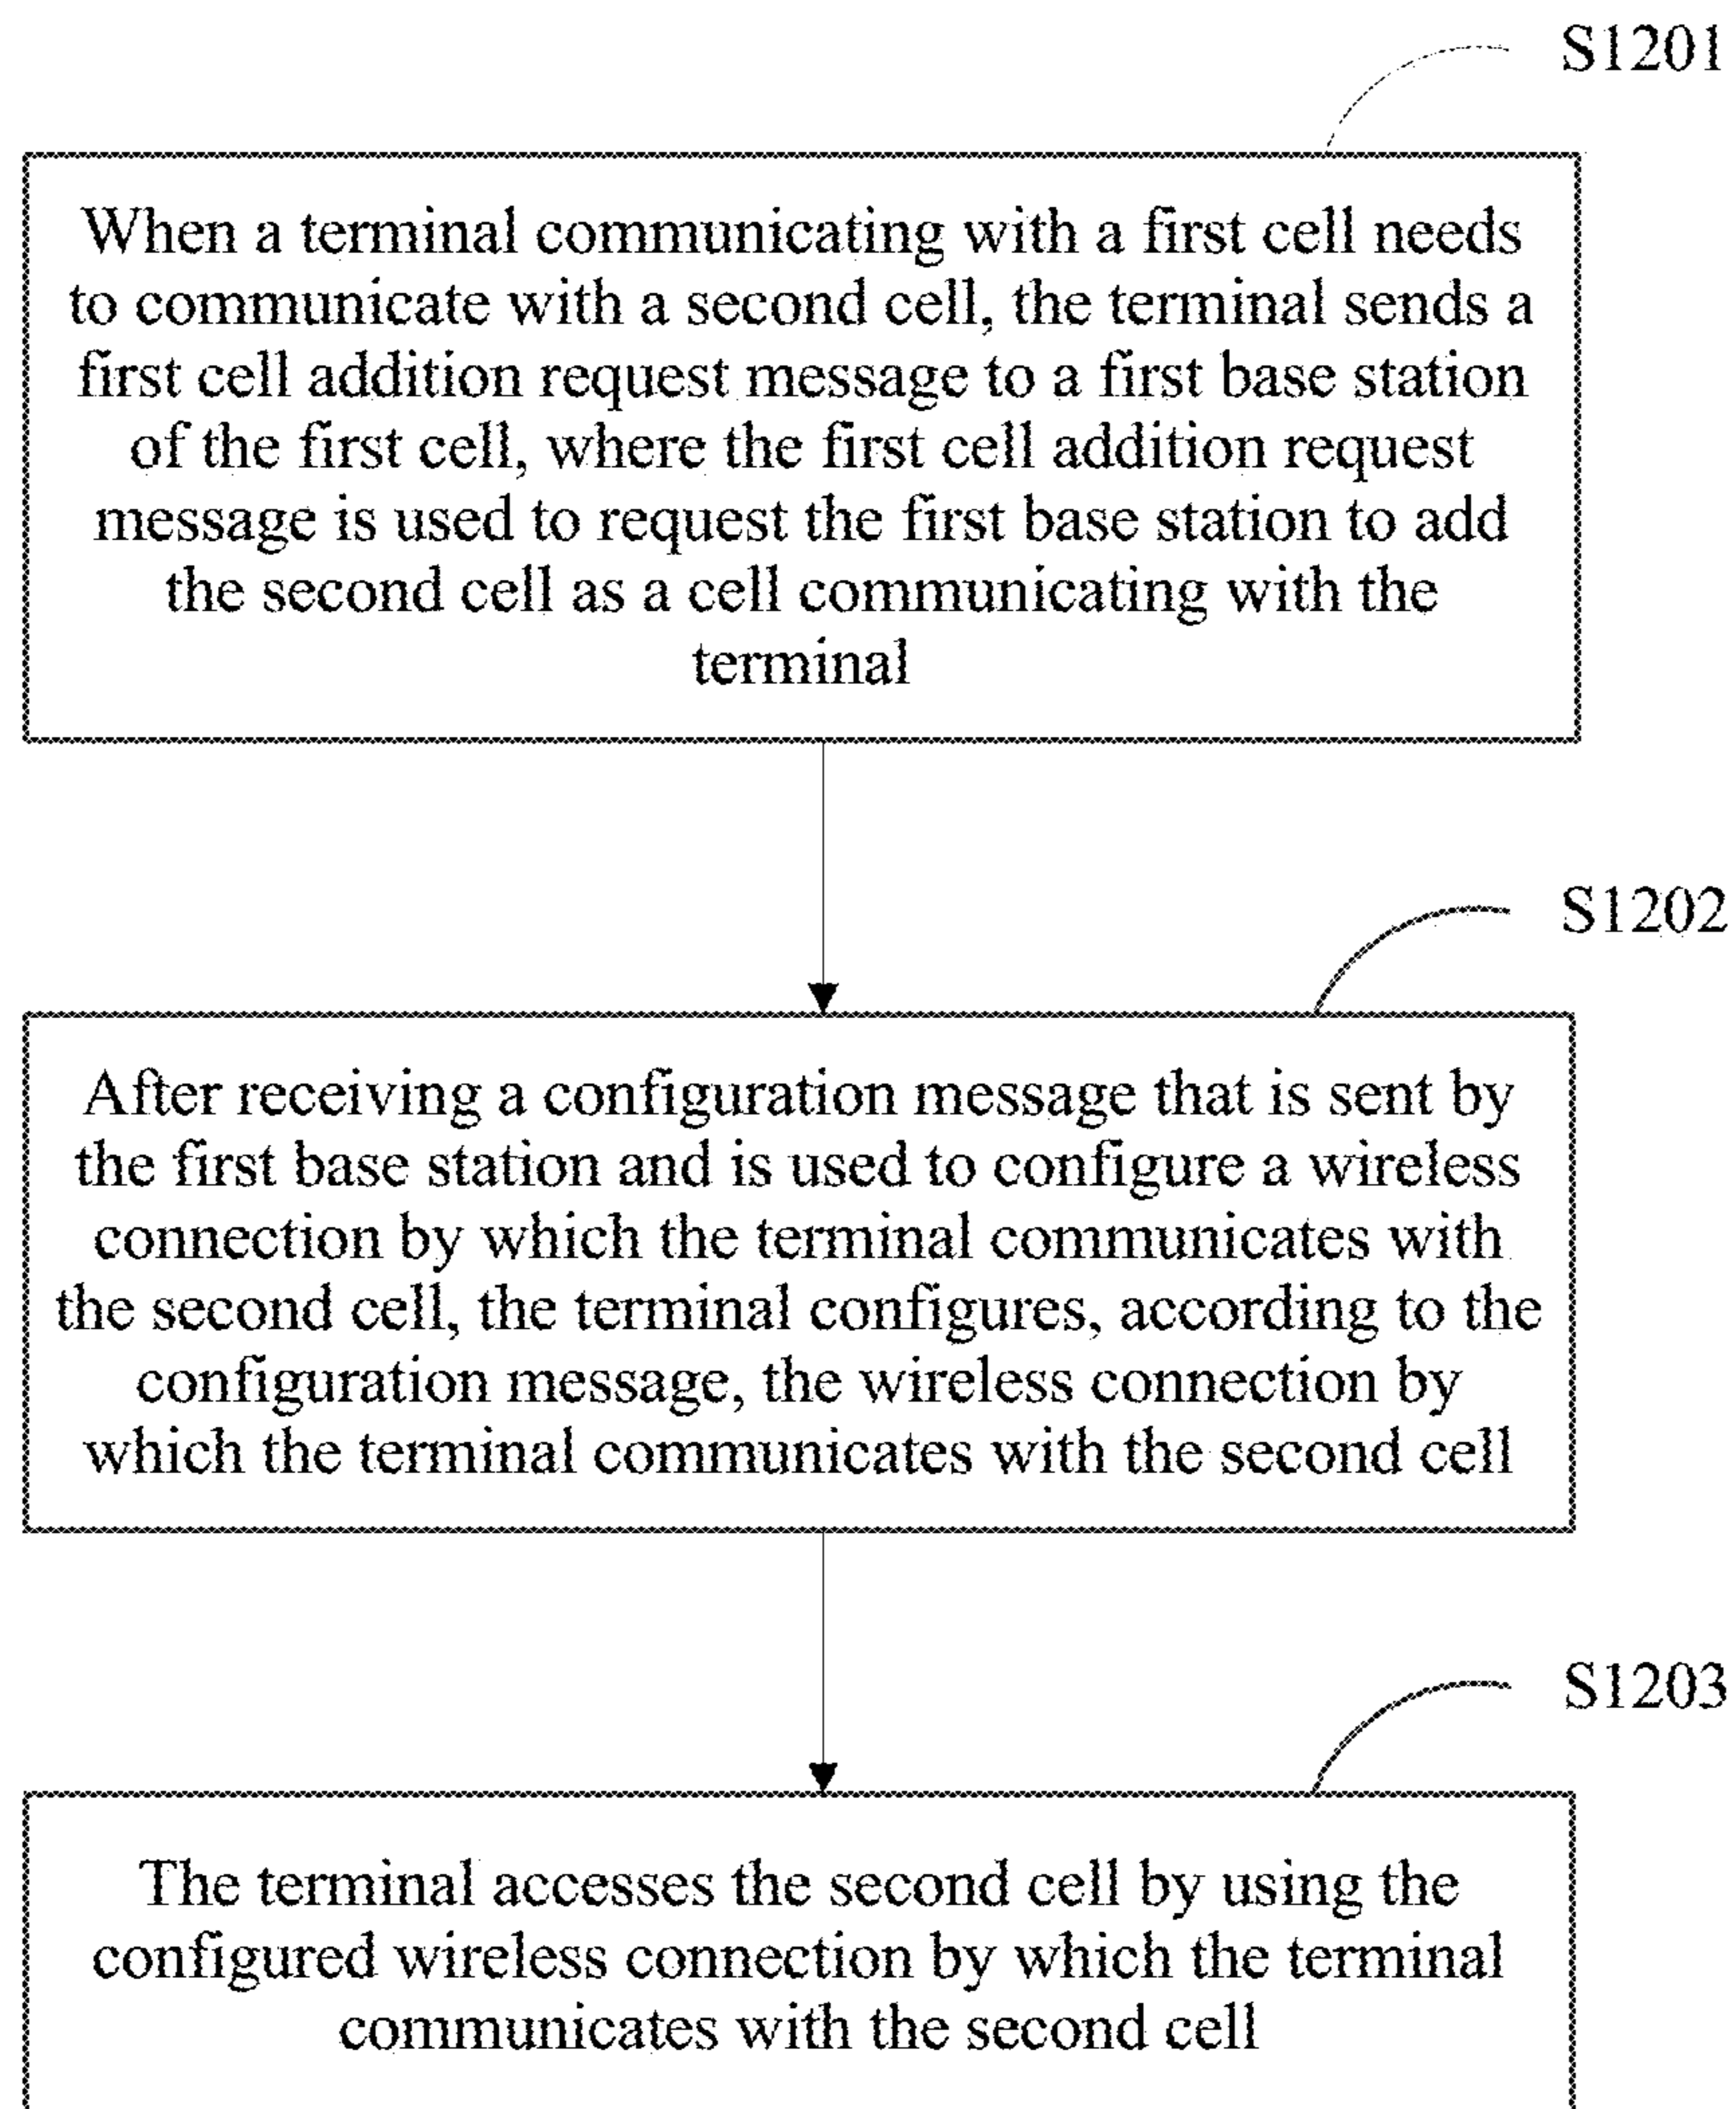 S1201
When a terminal communicating with a first cell needs
to communicate with a second cell, the terminal sends a
first cell addition request message to a first base station
of the first cell, where the first cell addition request
message is used to request the first base station to add
the second cell as a cell communicating with the
terminal
S1202
After receiving a configuration message that is sent by
the first base station and is used to configure a wireless
connection by which the terminal communicates with
the second cell, the terminal configures, according to the
configuration message, the wireless connection by
which the terminal communicates with the second cell
S1203
The terminal accesses the second cell by using the
configured wireless connection by which the terminal
communicates with the second cell